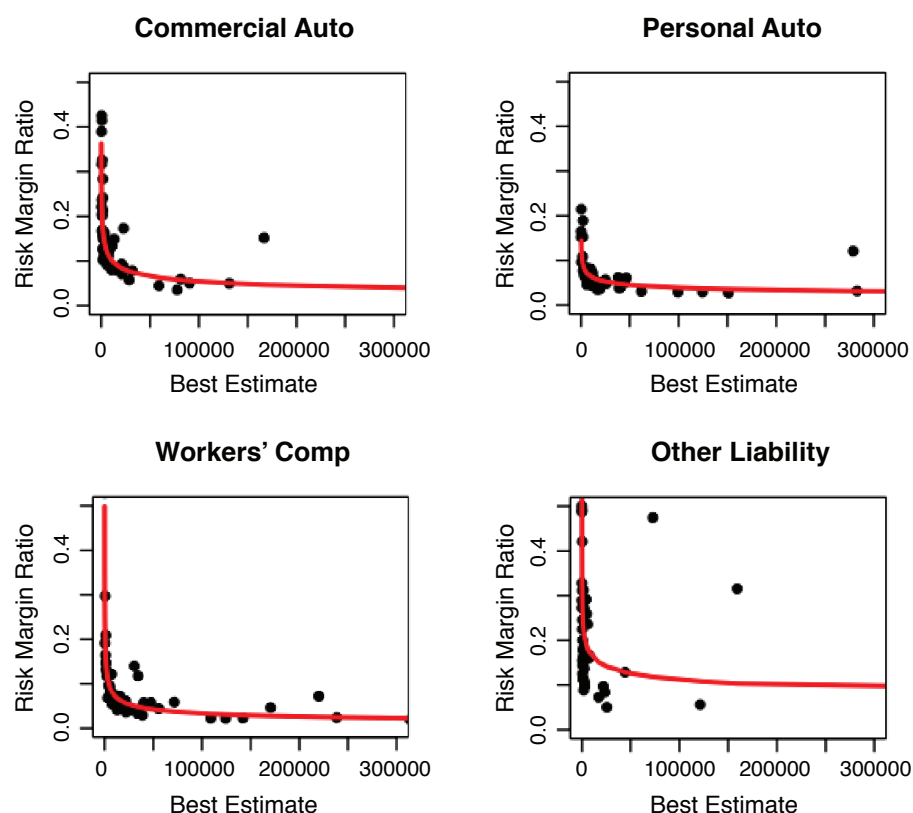 Commercial Auto
Risk Margin Ratio
0.4
0.2
0.0
0 100000 200000 300000
Best Estimate
Personal Auto
Risk Margin Ratio
0.4
0.2
0.0
0 100000 200000 300000
Best Estimate
Workers’ Comp
Risk Margin Ratio
0.4
0.2
0.0
0 100000 200000 300000
Best Estimate
Other Liability
Risk Margin Ratio
0.4
0.2
0.0
0 100000 200000 300000
Best Estimate